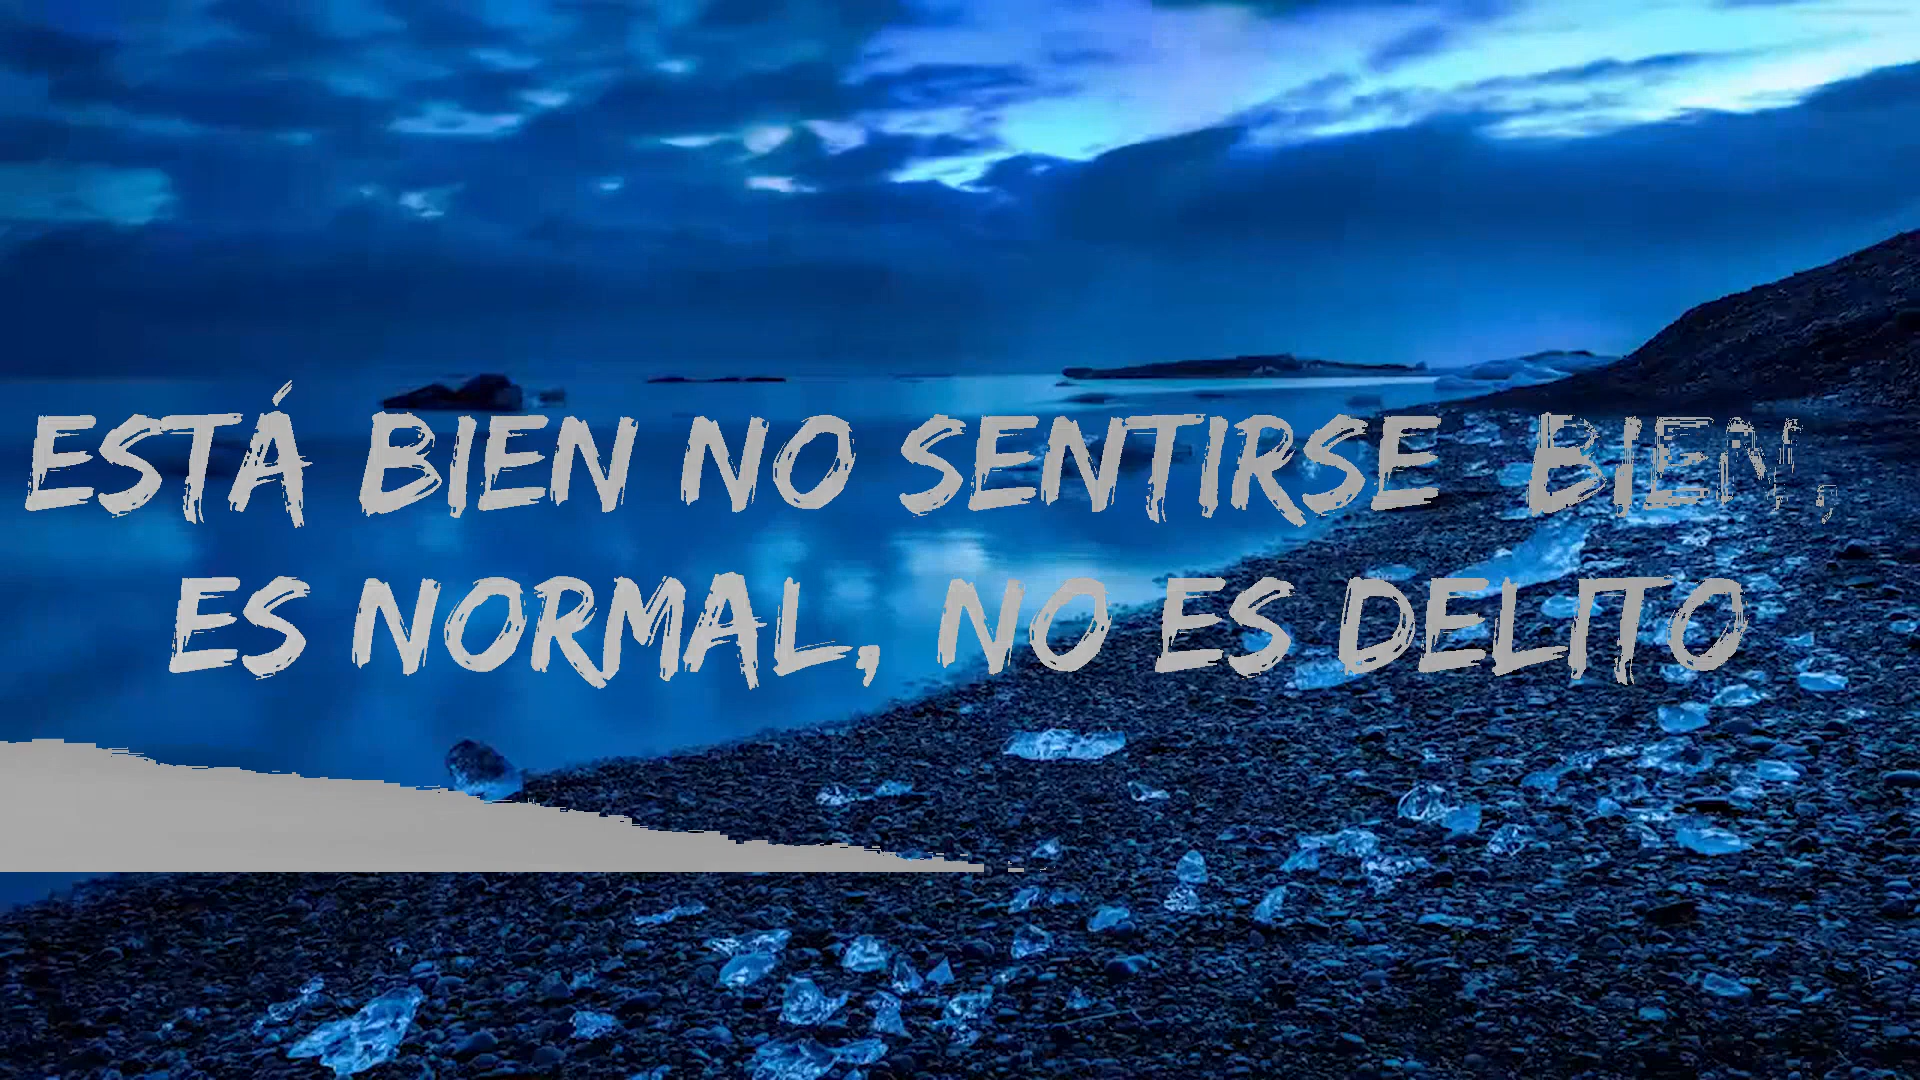 ESTÁ BIEN NO SENTIRSE BIEN,
ES NORMAL, NO ES DELITO